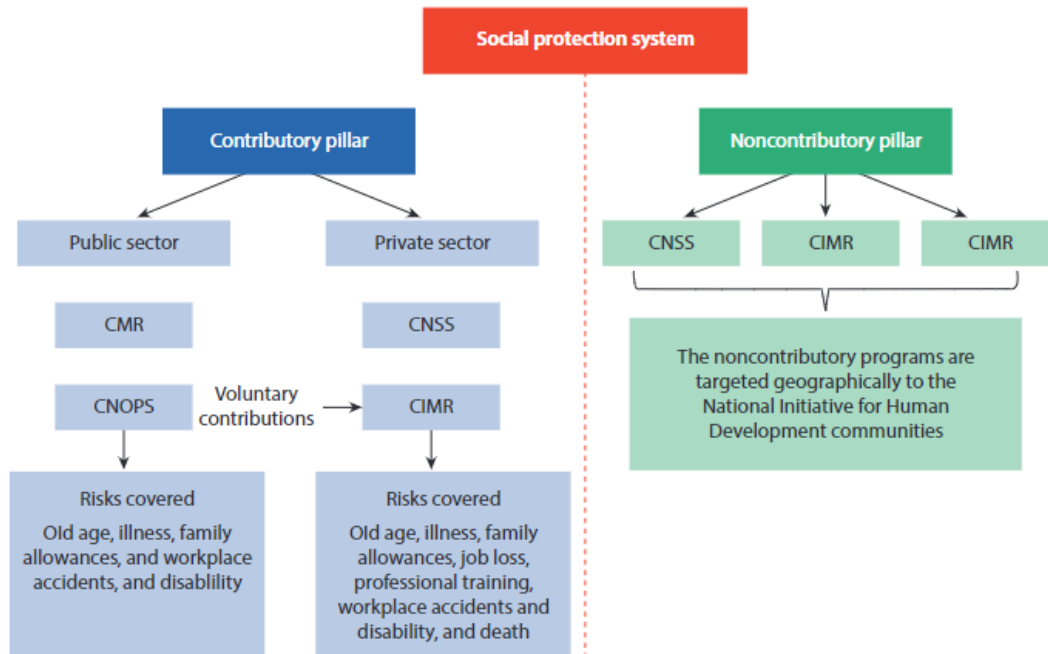 Social protection system
Contributory pillar
Noncontributory pillar
Public sector
Private sector
CNSS
CIMR
CIMR
CMR
CNSS
CNOPS
Voluntary
contributions
CIMR
The noncontributory programs are
targeted geographically to the
National Initiative for Human
Development communities
Risks covered
Old age, illness, family
allowances, and workplace
accidents, and disablility
Risks covered
Old age, illness, family
allowances, job loss,
professional training,
workplace accidents and
disability, and death